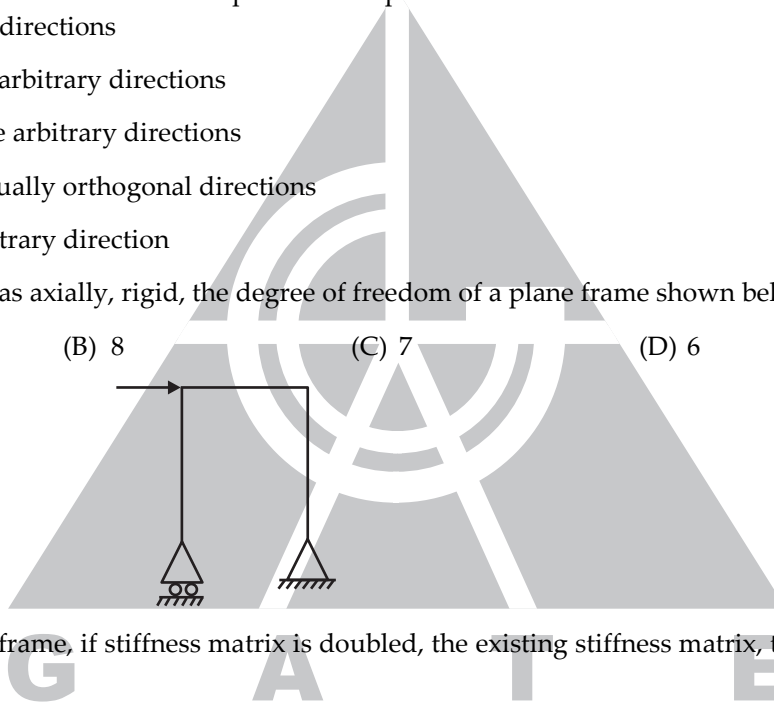 directions
arbitrary directions
arbitrary directions
ually orthogonal directions
trary direction
as axially, rigid, the degree of freedom of a plane frame shown
(B) 8 (C) 7 (D) 6
frame, if stiffness matrix is doubled, the existing stiffness matrix,
G A T E